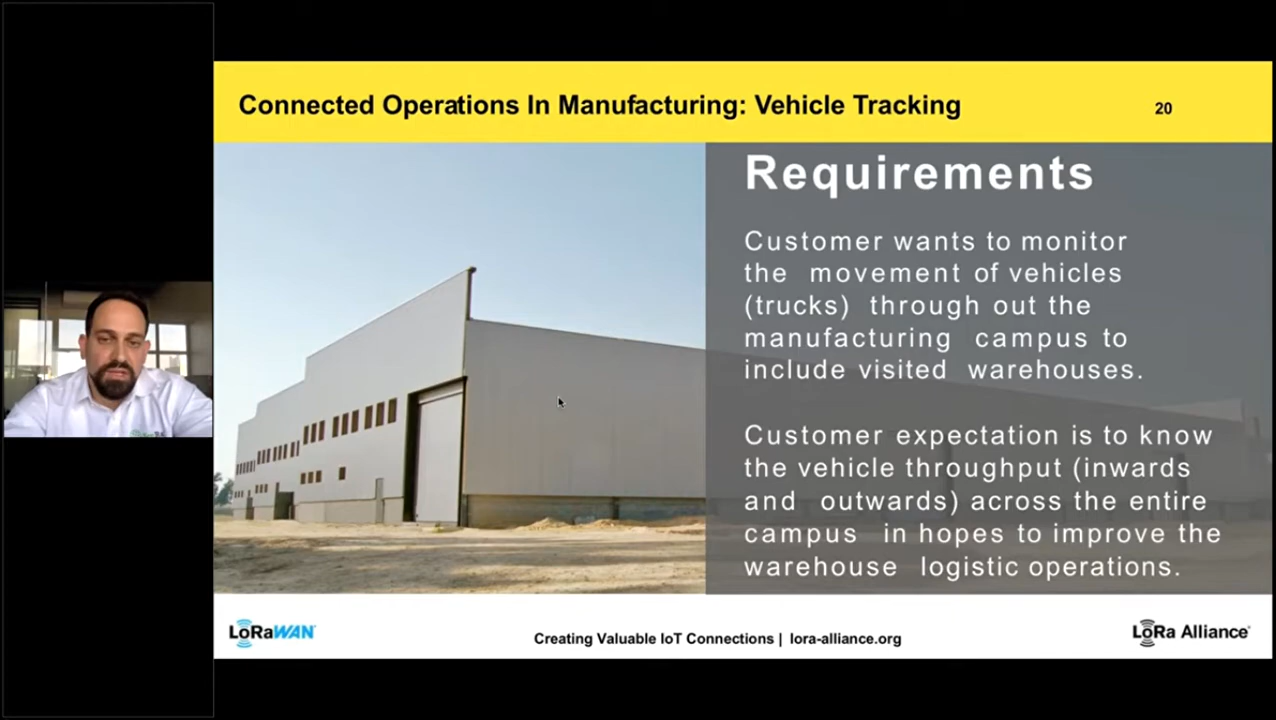 Connected Operations In Manufacturing: Vehicle Tracking
20
Requirements
Customer wants to monitor
the movement of vehicles
(trucks) through out the
manufacturing campus to
include visited warehouses.
Customer expectation is to know
the vehicle throughput (inwards
and outwards) across the entire
campus in hopes to improve the
warehouse logistic operations.
LoRaWAN
Creating Valuable IoT Connections | lora-alliance.org
LoRa Alliance®